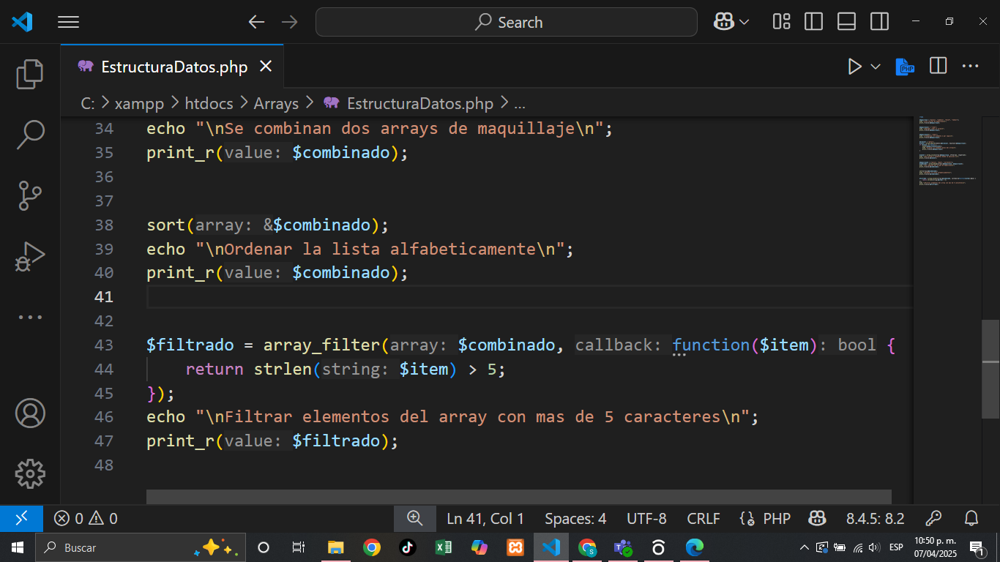 Search
EstructuraDatos.php
C: > xampp > htdocs > Arrays > EstructuraDatos.php > ...
34 echo "\nSe combinan dos arrays de maquillaje\n";
35 print_r(value: $combinado);
36
37
38 sort(array: &$combinado);
39 echo "\nOrdenar la lista alfabeticamente\n";
40 print_r(value: $combinado);
41
42
43 $filtrado = array_filter(array: $combinado, callback: function($item): bool {
44 return strlen(string: $item) > 5;
45 });
46 echo "\nFiltrar elementos del array con mas de 5 caracteres\n";
47 print_r(value: $filtrado);
48
0 0 Ln 41, Col 1 Spaces: 4 UTF-8 CRLF {} PHP 8.4.5: 8.2
Buscar
ESP
10:50 p. m.
07/04/2025
1